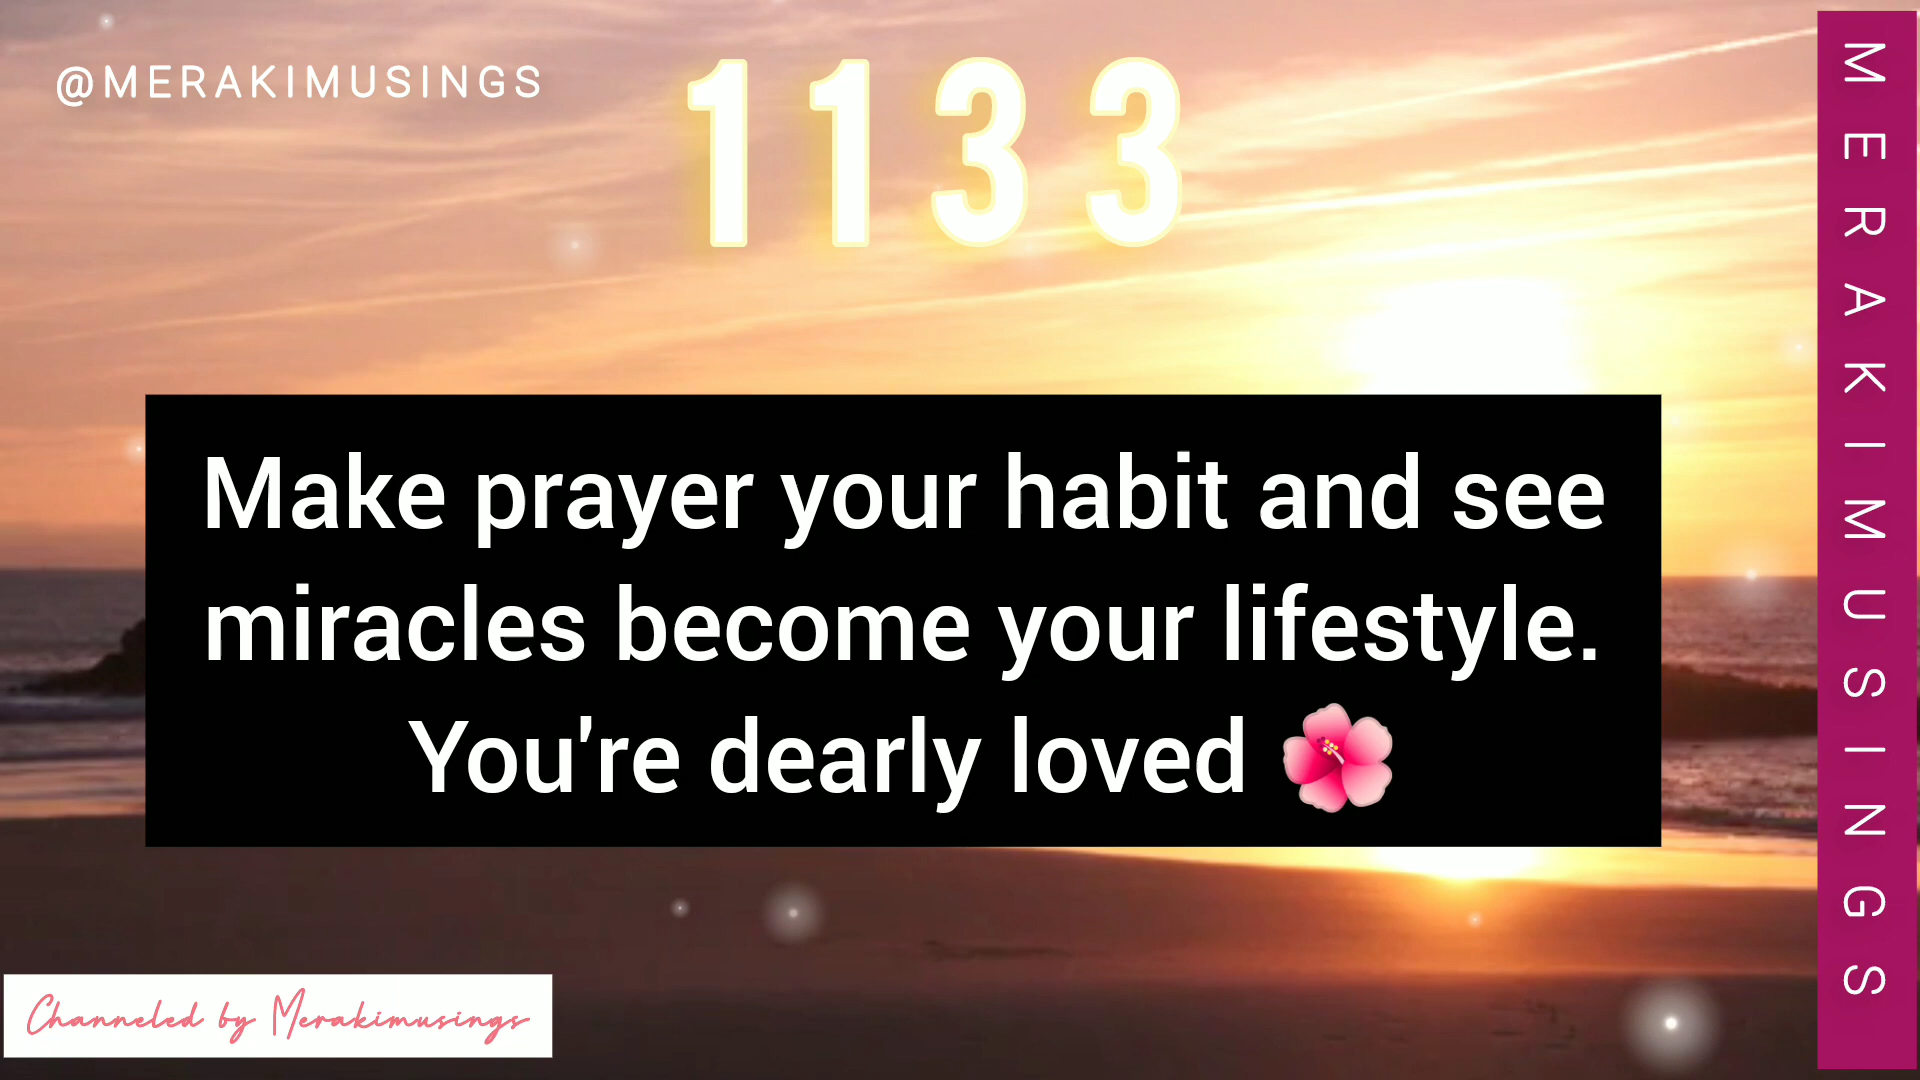 @MERAKIMUSINGS
1133
Make prayer your habit and see
miracles become your lifestyle.
You're dearly loved 🌺
Channeled by Merakimusings
MERAKIMUSINGS